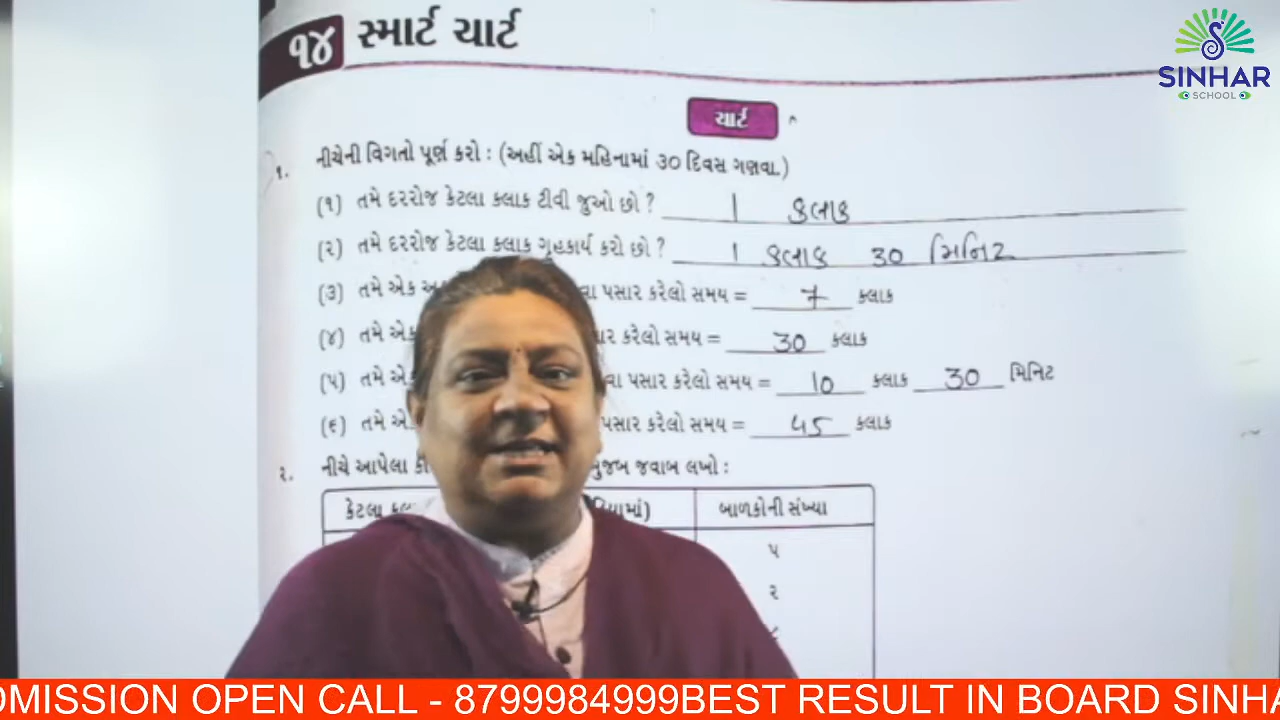 ૧૪ સ્માર્ટ ચાર્ટ
SINHAR
SCHOOL
ચાર્ટ
૧. નીચેની વિગતો પૂર્ણ કરો : (અહીં એક મહિનામાં ૩૦ દિવસ ગણવા.)
(૧) તમે દરરોજ કેટલા કલાક ટીવી જુઓ છો ? 1 કલાક
(૨) તમે દરરોજ કેટલા કલાક ગૃહકાર્ય કરો છો ? 1 કલાક 30 મિનિટ
(૩) તમે એક પસાર કરેલો સમય = 7 કલાક
(૪) તમે કરેલો સમય = 30 કલાક
(૫) તમે પસાર કરેલો સમય = 10 કલાક 30 મિનિટ
(૬) તમે પસાર કરેલો સમય = 45 કલાક
૨. નીચે આપેલા જવાબ લખો :
કેટલા બાળકોની સંખ્યા
૫
૨
DMISSION OPEN CALL - 8799984999BEST RESULT IN BOARD SINHA